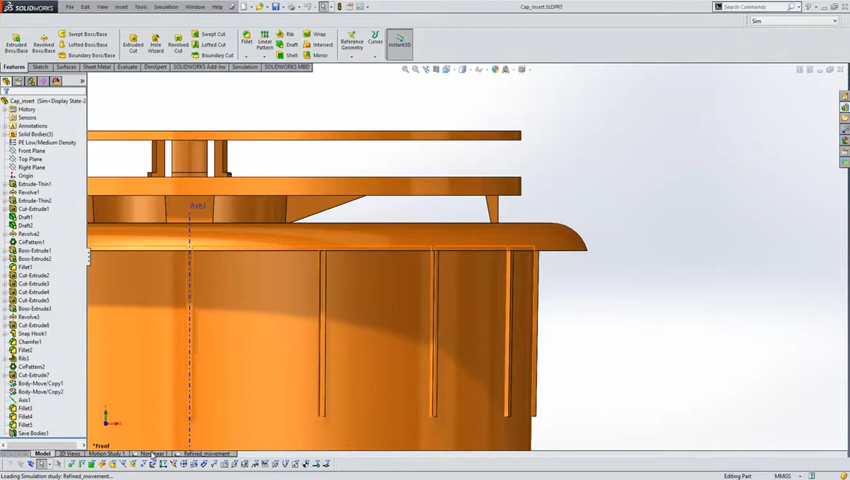 SOLIDWORKS File Edit View Insert Tools Simulation Window Help Cap_insert.SLDPRT Search Commands
Sim
Extruded Boss/Base Revolved Boss/Base Swept Boss/Base Lofted Boss/Base Boundary Boss/Base Extruded Cut Hole Wizard Revolved Cut Swept Cut Lofted Cut Boundary Cut Fillet Linear Pattern Rib Draft Shell Wrap Intersect Mirror Reference Geometry Curves Instant3D
Features Sketch Surfaces Sheet Metal Evaluate DimXpert SOLIDWORKS Add-Ins Simulation SOLIDWORKS MBD
Cap_insert (Sim<Display State-2
History
Sensors
Annotations
Solid Bodies(3)
PE Low/Medium Density
Front Plane
Top Plane
Right Plane
Origin
Extrude-Thin1
Revolve1
Extrude-Thin2
Cut-Extrude1
Draft1
Draft2
Revolve2
CirPattern1
Boss-Extrude1
Boss-Extrude2
Fillet1
Cut-Extrude2
Cut-Extrude3
Cut-Extrude4
Cut-Extrude5
Boss-Extrude3
Revolve3
Cut-Extrude6
Snap Hook1
Chamfer1
Fillet2
Rib3
CirPattern2
Cut-Extrude7
Body-Move/Copy1
Body-Move/Copy2
Axis1
Fillet3
Fillet4
Fillet5
Save Bodies1
Axis1
*Front
Model 3D Views Motion Study 1 Nonlinear 1 Refined_movement
Loading Simulation study: Refined_movement... Editing Part MMGS